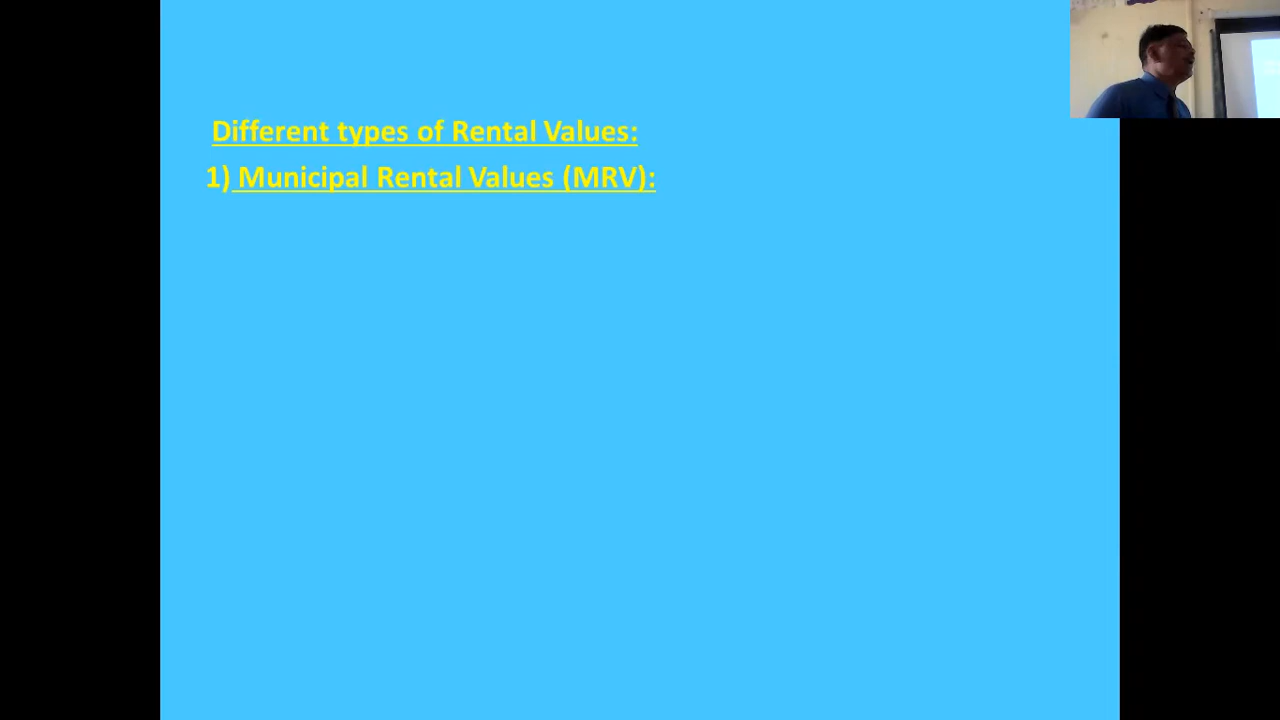 Different types of Rental Values:
1) Municipal Rental Values (MRV):